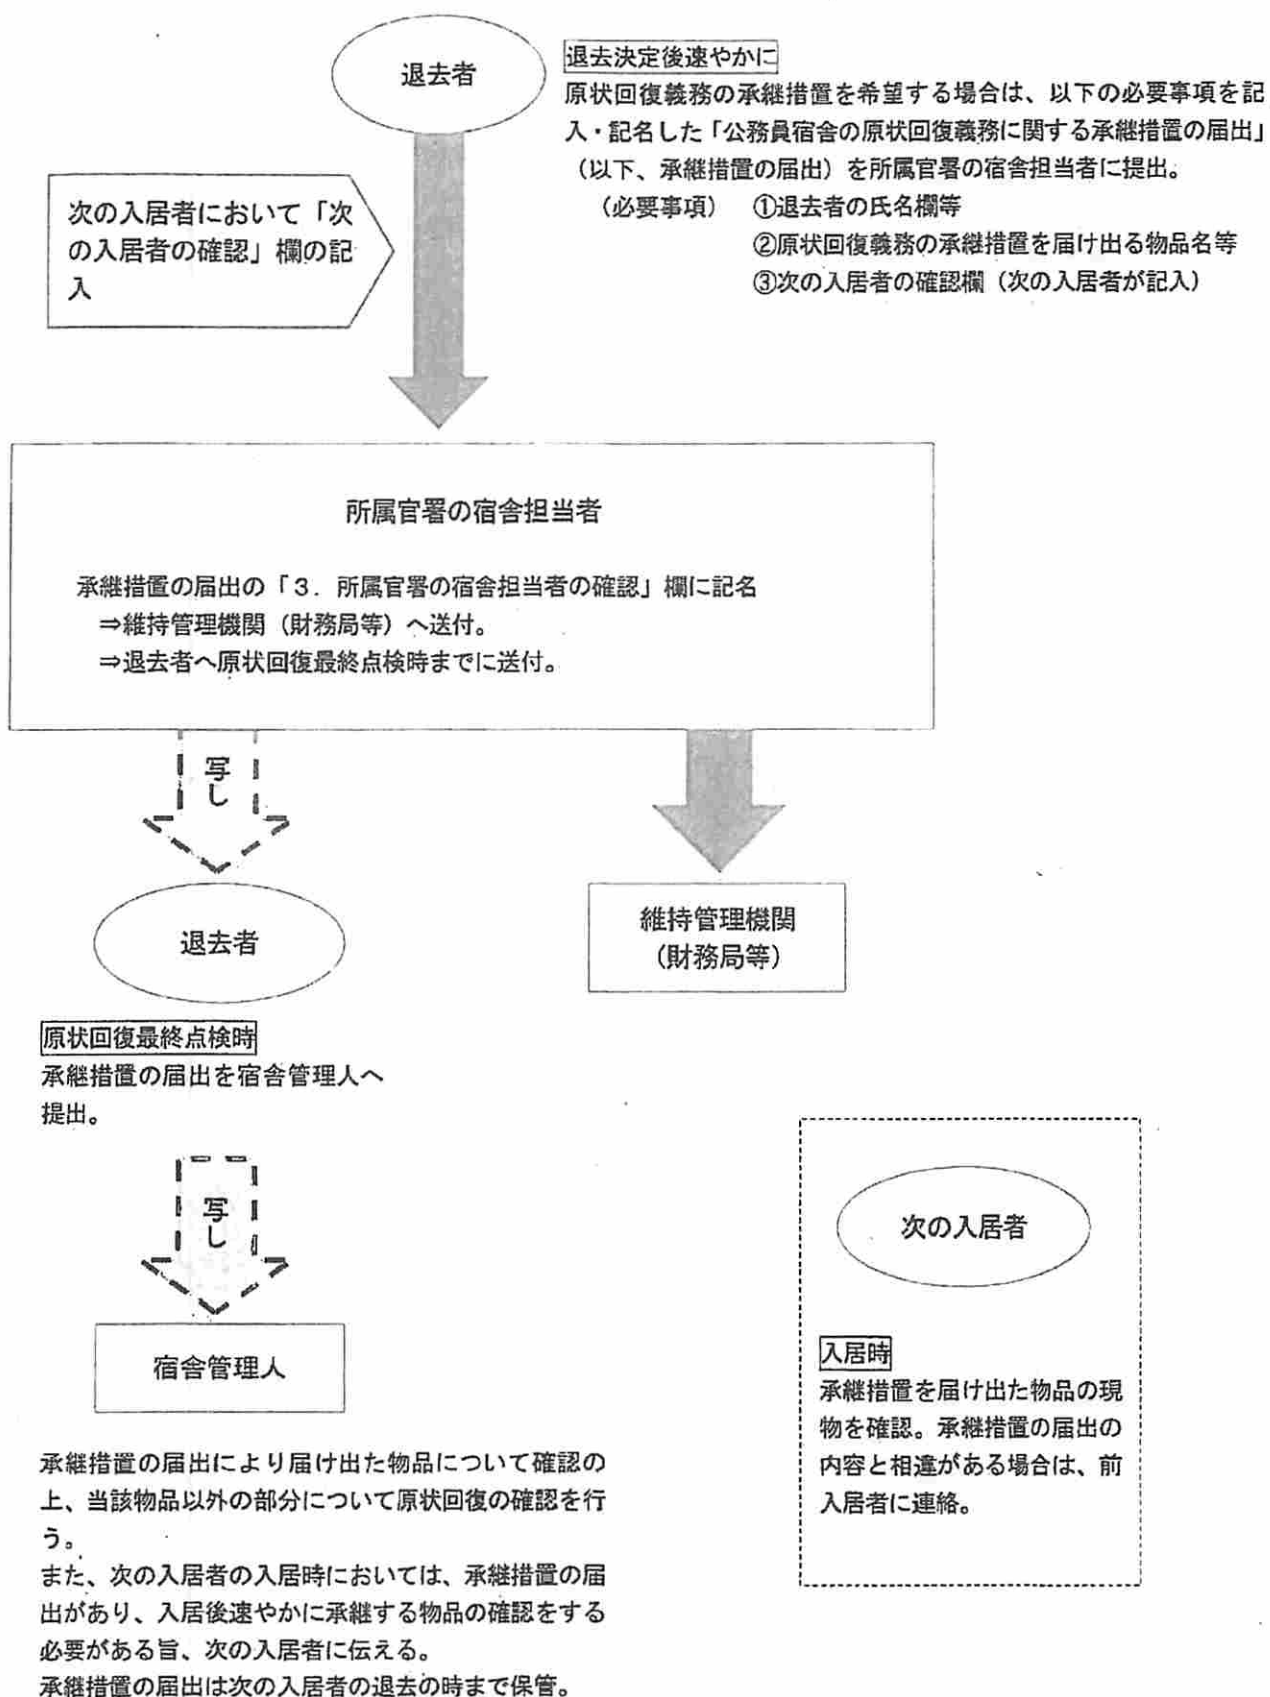 退去者
退去決定後速やかに
原状回復義務の承継措置を希望する場合は、以下の必要事項を記
入・記名した「公務員宿舎の原状回復義務に関する承継措置の届出」
（以下、承継措置の届出）を所属官署の宿舎担当者に提出。
（必要事項）　①退去者の氏名欄等
②原状回復義務の承継措置を届け出る物品名等
③次の入居者の確認欄（次の入居者が記入）
次の入居者において「次
の入居者の確認」欄の記
入
所属官署の宿舎担当者
承継措置の届出の「３．所属官署の宿舎担当者の確認」欄に記名
⇒維持管理機関（財務局等）へ送付。
⇒退去者へ原状回復最終点検時までに送付。
写し
退去者
維持管理機関
（財務局等）
原状回復最終点検時
承継措置の届出を宿舎管理人へ
提出。
写し
宿舎管理人
承継措置の届出により届け出た物品について確認の
上、当該物品以外の部分について原状回復の確認を行
う。
また、次の入居者の入居時においては、承継措置の届
出があり、入居後速やかに承継する物品の確認をする
必要がある旨、次の入居者に伝える。
承継措置の届出は次の入居者の退去の時まで保管。
次の入居者
入居時
承継措置を届け出た物品の現
物を確認。承継措置の届出の
内容と相違がある場合は、前
入居者に連絡。